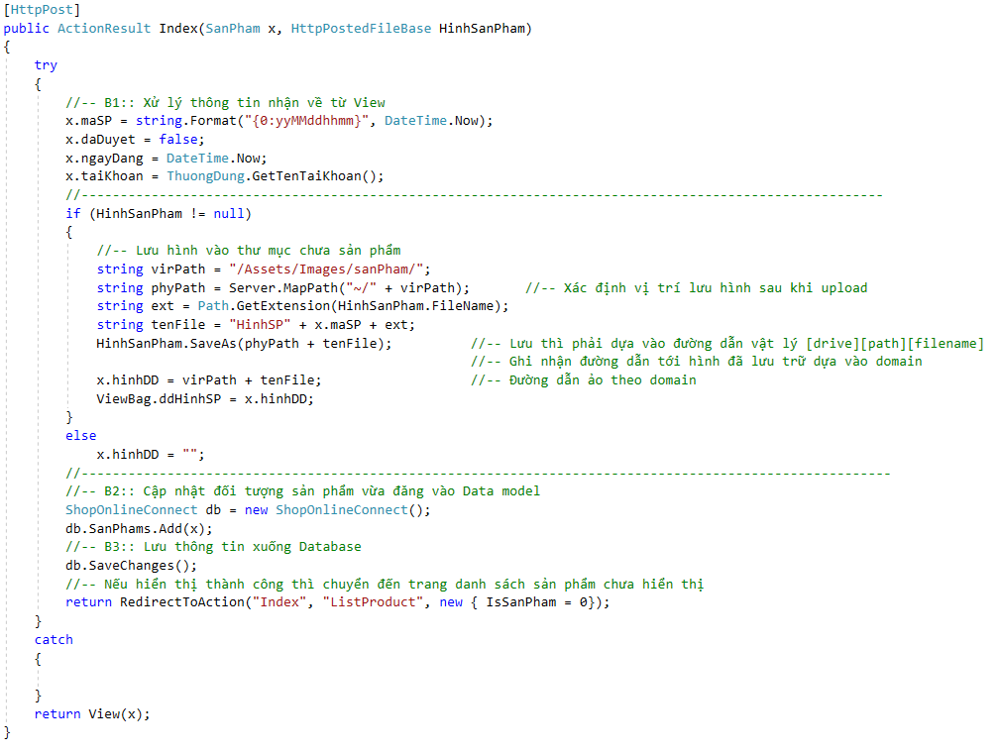 [HttpPost]
public ActionResult Index(SanPham x, HttpPostedFileBase HinhSanPham)
{
try
{
//-- B1:: Xử lý thông tin nhận về từ View
x.maSP = string.Format("{0:yyMMddhhmm}", DateTime.Now);
x.daDuyet = false;
x.ngayDang = DateTime.Now;
x.taiKhoan = ThuongDung.GetTenTaiKhoan();
//-------------------------------------------------------------------------------------------------------
if (HinhSanPham != null)
{
//-- Lưu hình vào thư mục chưa sản phẩm
string virPath = "/Assets/Images/sanPham/";
string phyPath = Server.MapPath("~/" + virPath); //-- Xác định vị trí lưu hình sau khi upload
string ext = Path.GetExtension(HinhSanPham.FileName);
string tenFile = "HinhSP" + x.maSP + ext;
HinhSanPham.SaveAs(phyPath + tenFile); //-- Lưu thì phải dựa vào đường dẫn vật lý [drive][path][filename]
//-- Ghi nhận đường dẫn tới hình đã lưu trữ dựa vào domain
x.hinhDD = virPath + tenFile; //-- Đường dẫn ảo theo domain
ViewBag.ddHinhSP = x.hinhDD;
}
else
x.hinhDD = "";
//--------------------------------------------------------------------------------------------------------
//-- B2:: Cập nhật đối tượng sản phẩm vừa đăng vào Data model
ShopOnlineConnect db = new ShopOnlineConnect();
db.SanPhams.Add(x);
//-- B3:: Lưu thông tin xuống Database
db.SaveChanges();
//-- Nếu hiển thị thành công thì chuyển đến trang danh sách sản phẩm chưa hiển thị
return RedirectToAction("Index", "ListProduct", new { IsSanPham = 0});
}
catch
{
}
return View(x);
}